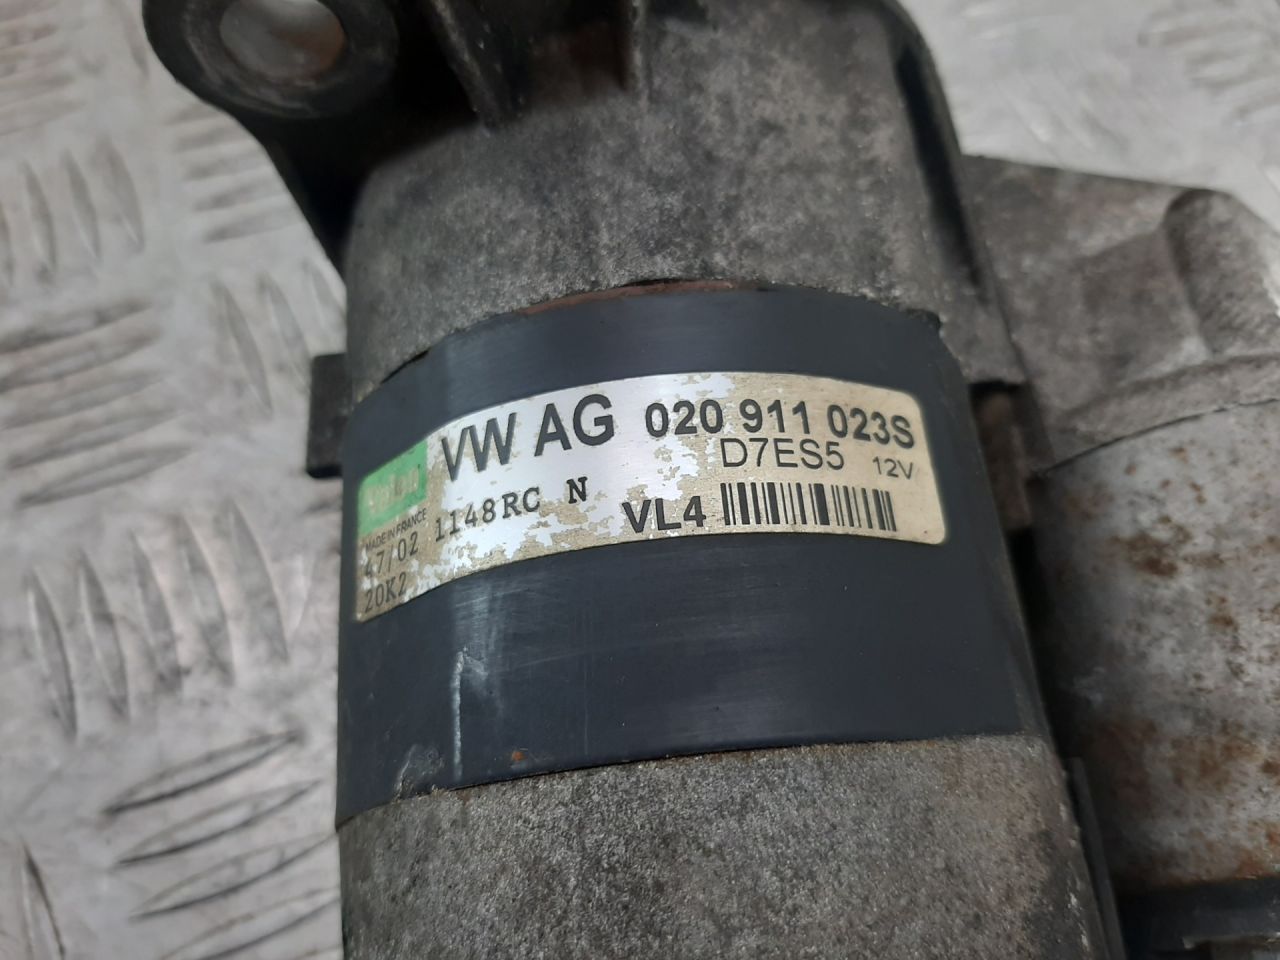 VW AG 020 911 023S
D7ES5 12V
MADE IN FRANCE
47/02 1148RC N VL4
20K2